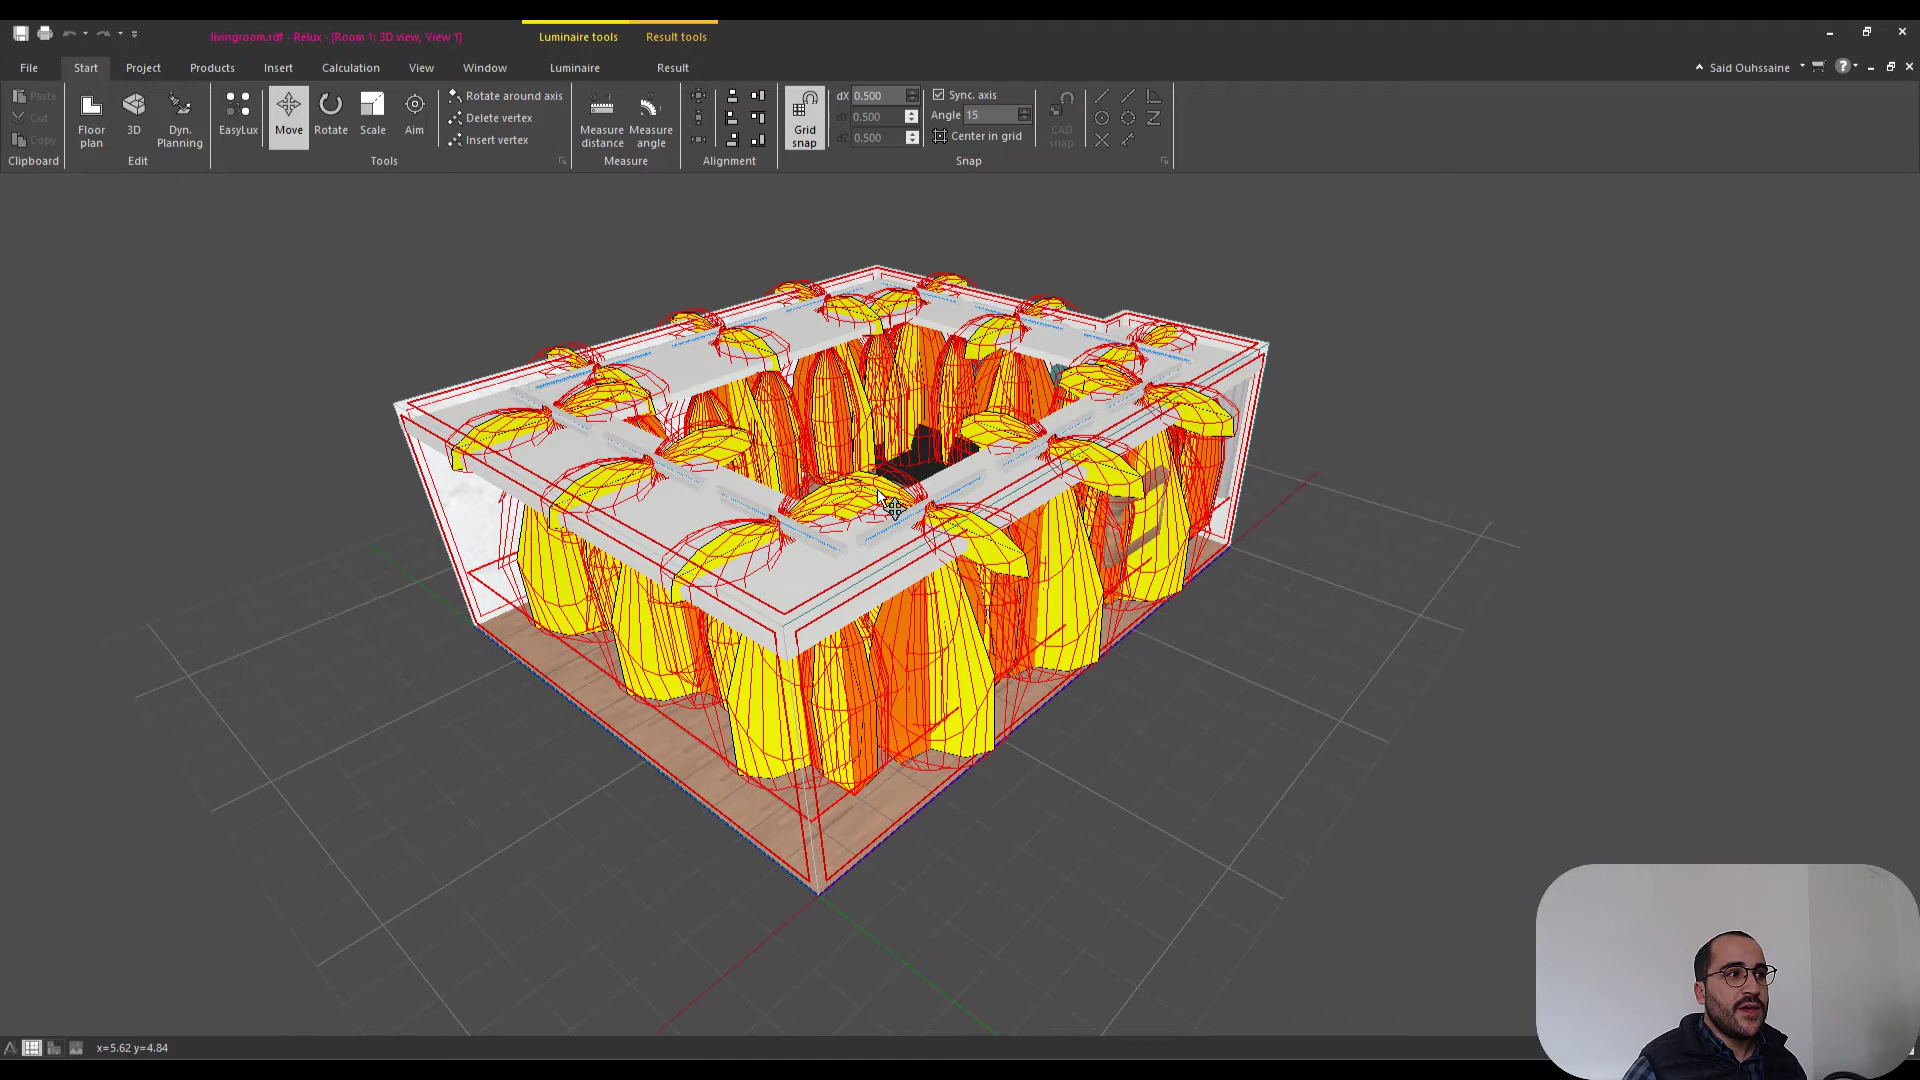 livingroom.rdf - Relux - [Room 1: 3D view, View 1]
Luminaire tools
Result tools
File
Start
Project
Products
Insert
Calculation
View
Window
Luminaire
Result
Said Ouhssaine
Paste
Cut
Copy
Clipboard
Floor
plan
3D
Dyn.
Planning
Edit
EasyLux
Move
Rotate
Scale
Aim
Rotate around axis
Delete vertex
Insert vertex
Tools
Measure
distance
Measure
angle
Measure
Alignment
Grid
snap
dX 0.500
dY 0.500
dZ 0.500
Sync. axis
Angle 15
Center in grid
CAD
snap
Snap
x=5.62 y=4.84